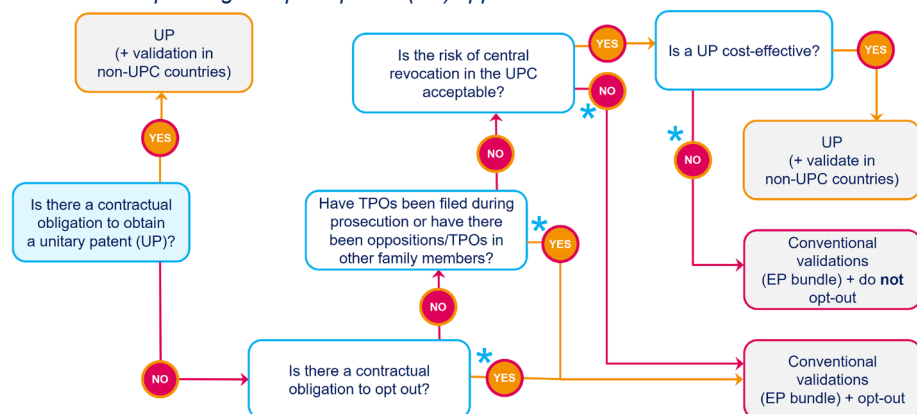 UP
(+ validation in
non-UPC countries)
YES
Is there a contractual
obligation to obtain
a unitary patent (UP)?
NO
Is there a contractual
obligation to opt out?
*
YES
NO
Have TPOs been filed during
prosecution or have there
been oppositions/TPOs in
other family members?
*
YES
NO
Is the risk of central
revocation in the UPC
acceptable?
YES
NO
*
Is a UP cost-effective?
YES
*
NO
UP
(+ validate in
non-UPC countries)
Conventional
validations
(EP bundle) + do not
opt-out
Conventional
validations
(EP bundle) + opt-out